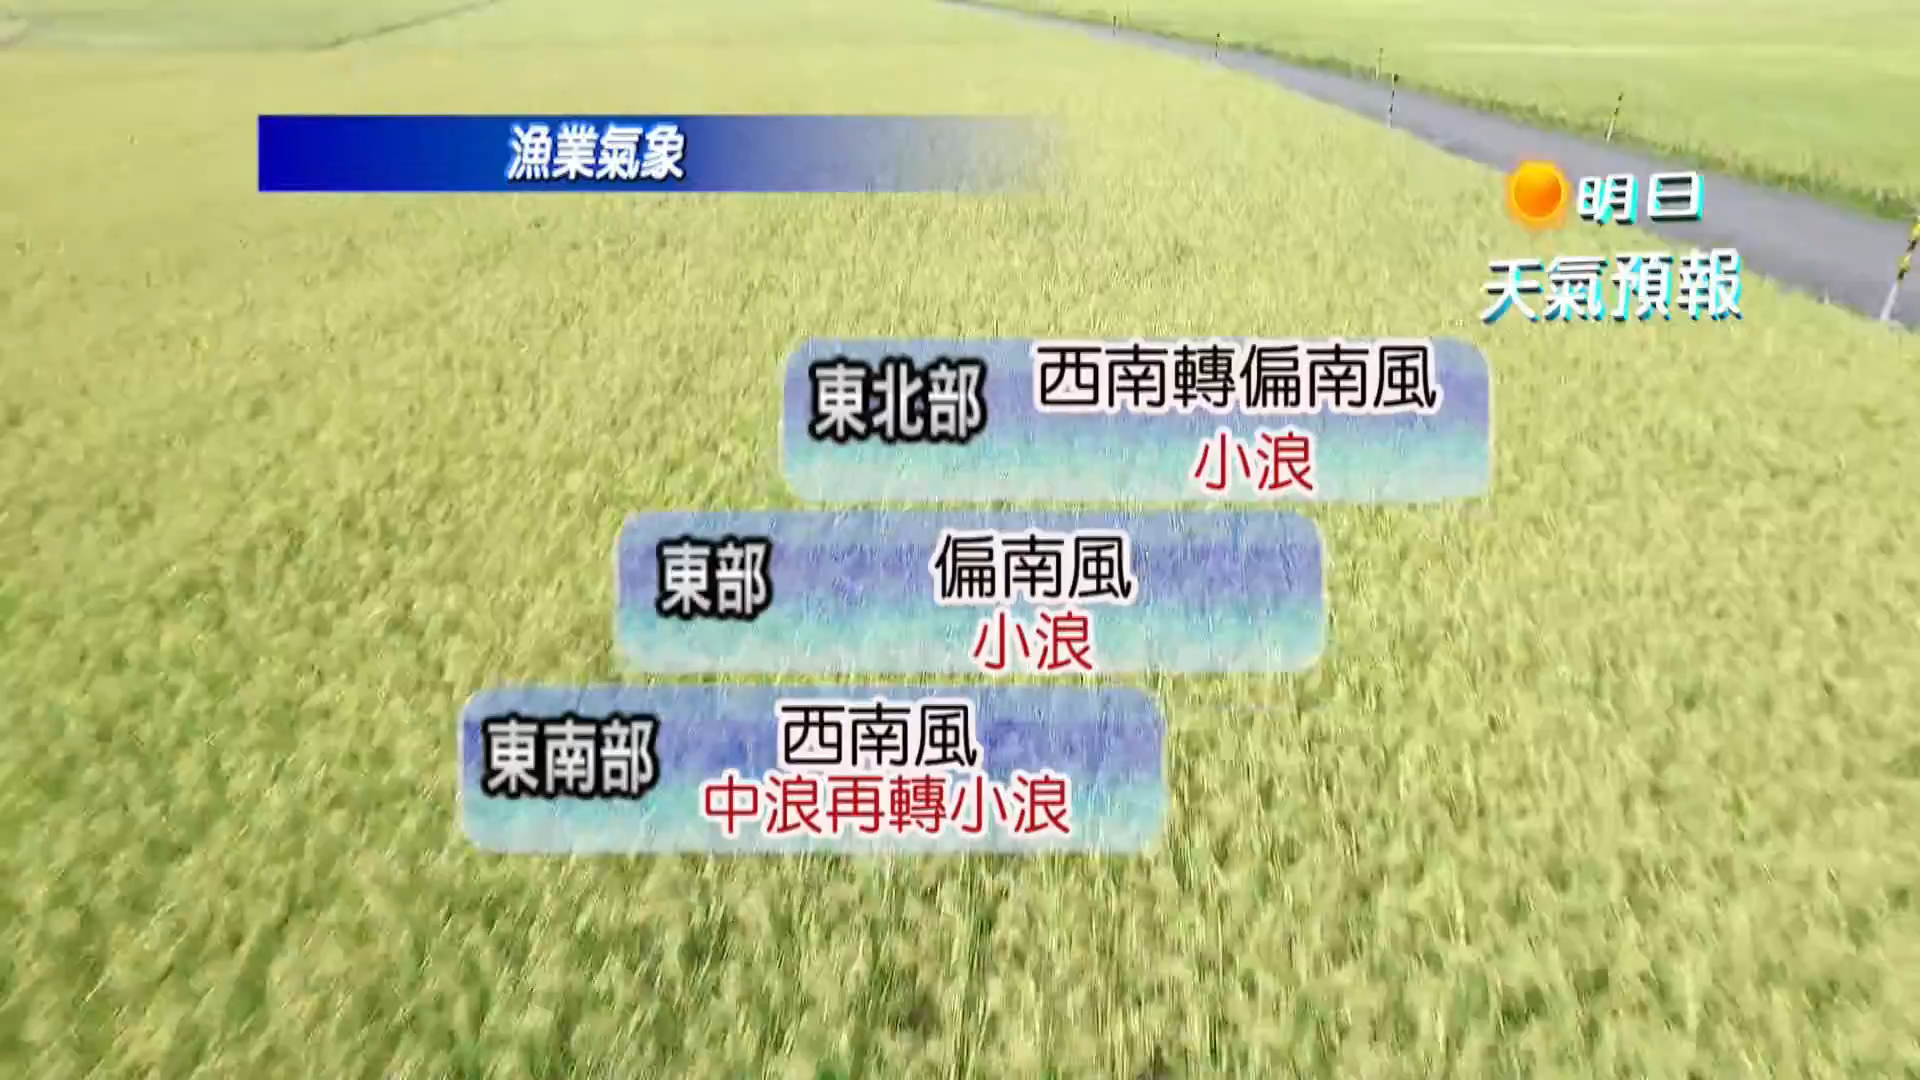 漁業氣象
明日
天氣預報
東北部
西南轉偏南風
小浪
東部
偏南風
小浪
東南部
西南風
中浪再轉小浪